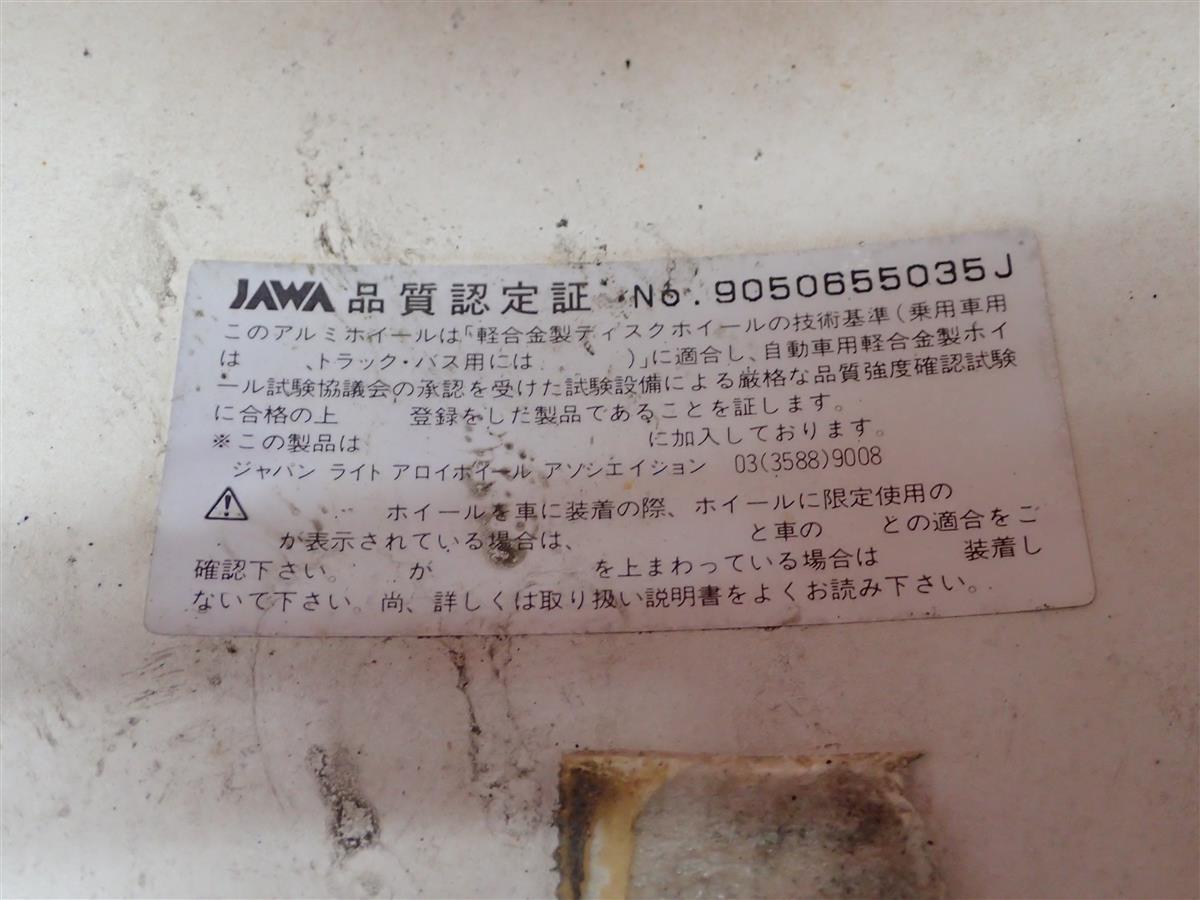 JAWA 品質認定証 No.9050655035J
このアルミホイールは「軽合金製ディスクホイールの技術基準(乗用車用
は 、トラック・バス用には )」に適合し、自動車用軽合金製ホイ
ール試験協議会の承認を受けた試験設備による厳格な品質強度確認試験
に合格の上 登録をした製品であることを証します。
※この製品は に加入しております。
ジャパン ライト アロイホイール アソシエイション 03(3588)9008
ホイールを車に装着の際、ホイールに限定使用の
が表示されている場合は、 と車の との適合をご
確認下さい。 が を上まわっている場合は 装着し
ないで下さい。尚、詳しくは取り扱い説明書をよくお読み下さい。